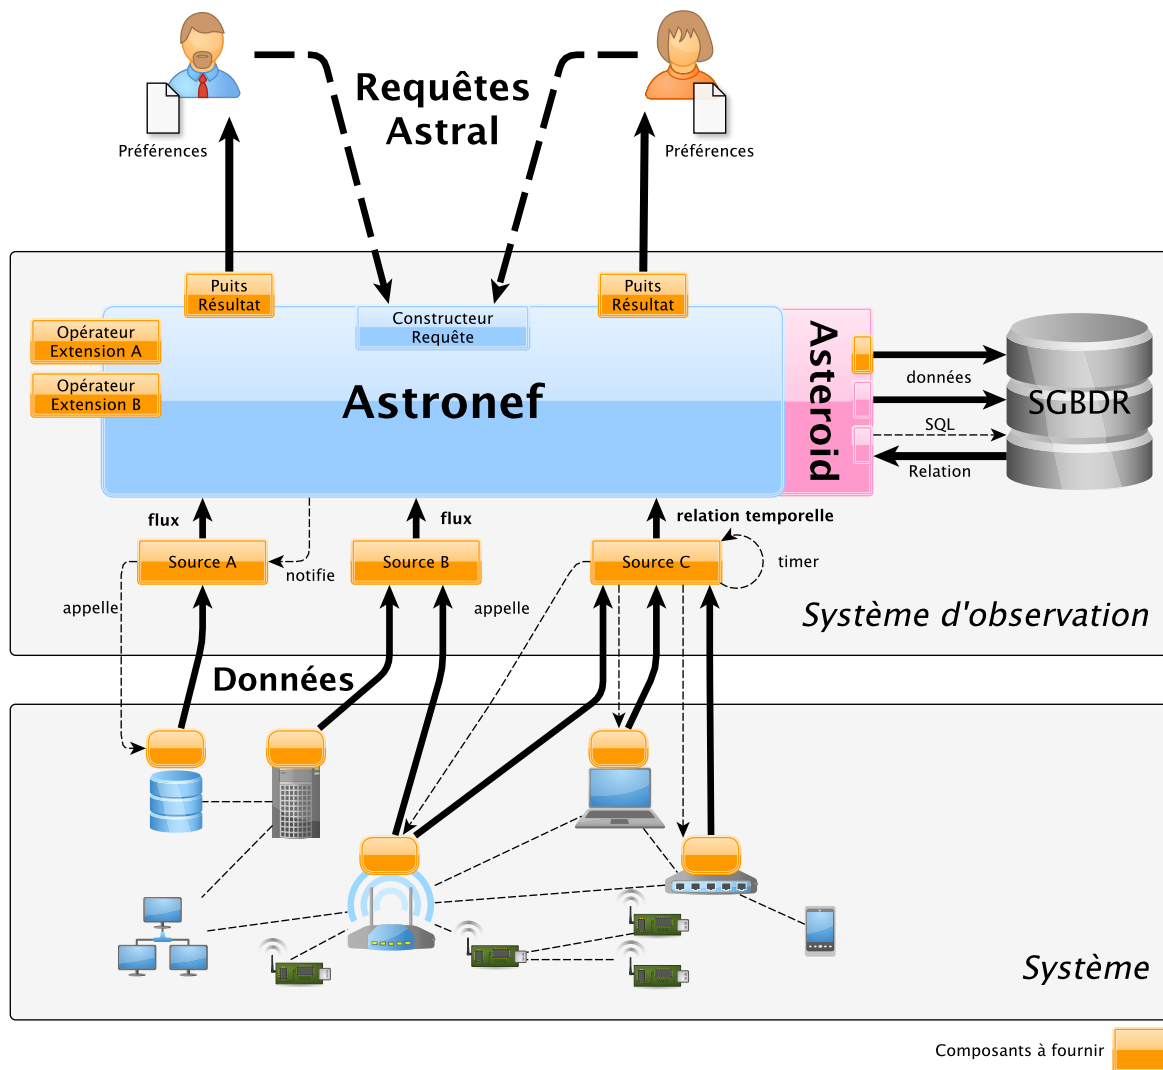 Requêtes
Astral
Préférences
Préférences
Puits
Résultat
Puits
Résultat
Constructeur
Requête
Opérateur
Extension A
Opérateur
Extension B
Astronef
Asteroid
données
SGBDR
SQL
Relation
flux
flux
relation temporelle
Source A
notifie
Source B
Source C
timer
appelle
appelle
Système d'observation
Données
Système
Composants à fournir